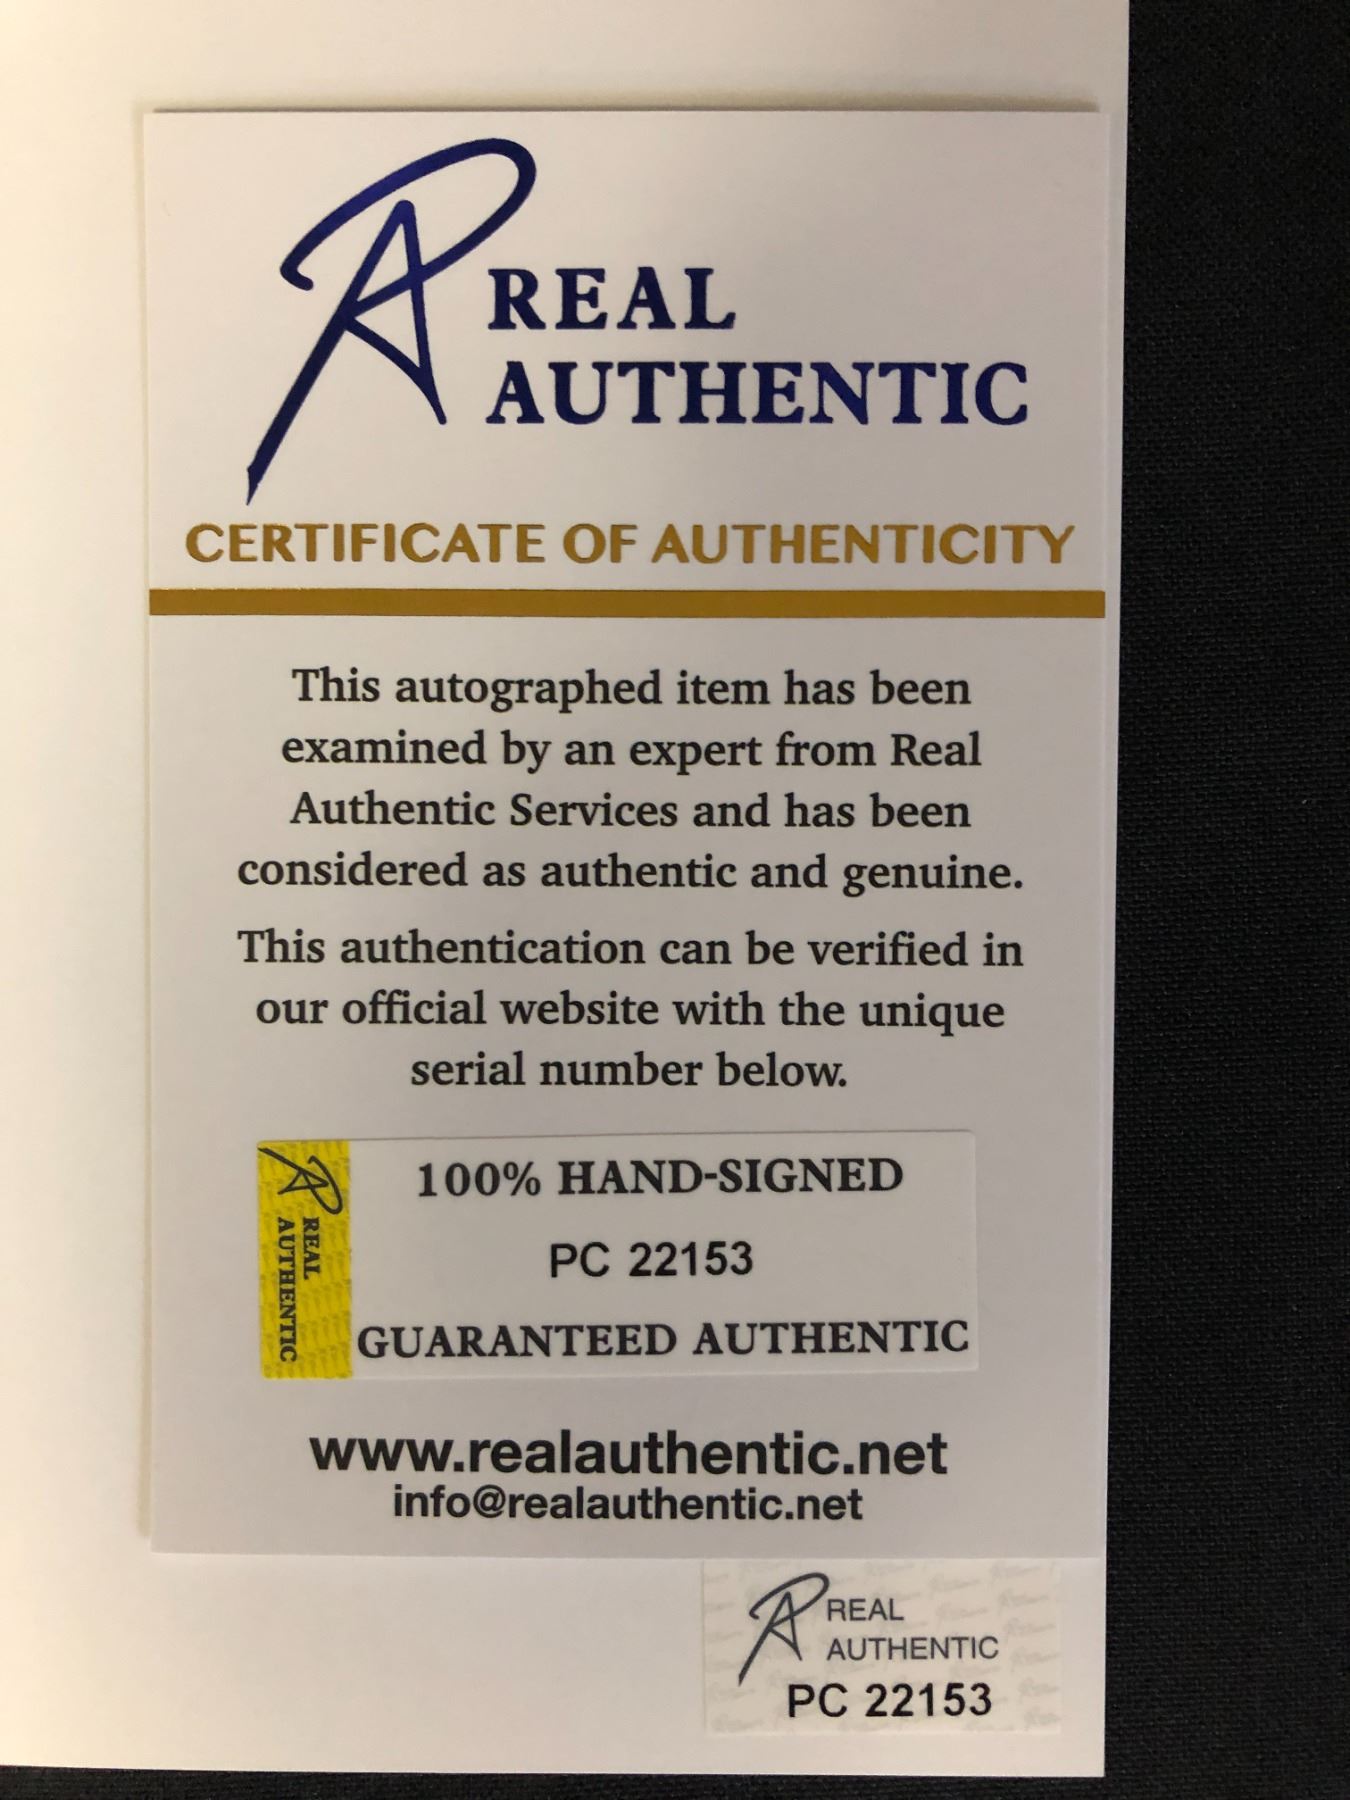 REAL
AUTHENTIC
CERTIFICATE OF AUTHENTICITY
This autographed item has been
examined by an expert from Real
Authentic Services and has been
considered as authentic and genuine.
This authentication can be verified in
our official website with the unique
serial number below.
REAL
AUTHENTIC
100% HAND-SIGNED
PC 22153
GUARANTEED AUTHENTIC
www.realauthentic.net
info@realauthentic.net
REAL
AUTHENTIC
PC 22153